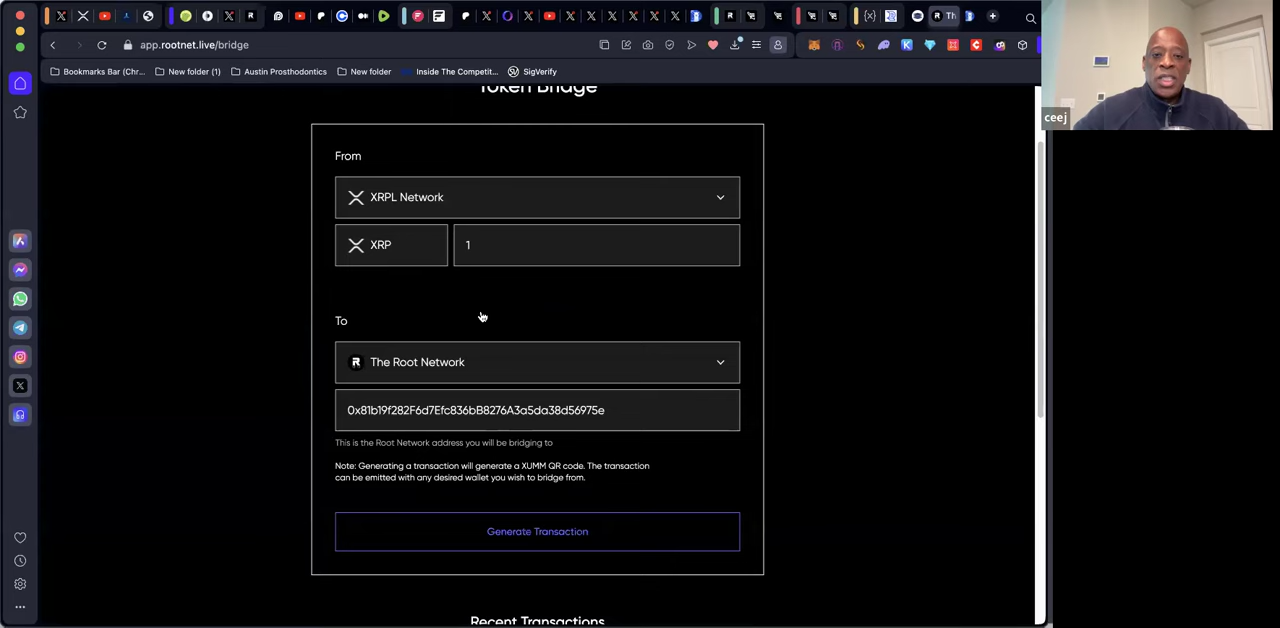 Th
app.rootnet.live/bridge
Bookmarks Bar (Chr...
New folder (1)
Austin Prosthodontics
New folder
Inside The Competit...
SigVerify
ceej
Token Bridge
From
XRPL Network
XRP
1
To
The Root Network
0x81b19f282F6d7Efc836bB8276A3a5da38d56975e
This is the Root Network address you will be bridging to
Note: Generating a transaction will generate a XUMM QR code. The transaction
can be emitted with any desired wallet you wish to bridge from.
Generate Transaction
Recent Transactions